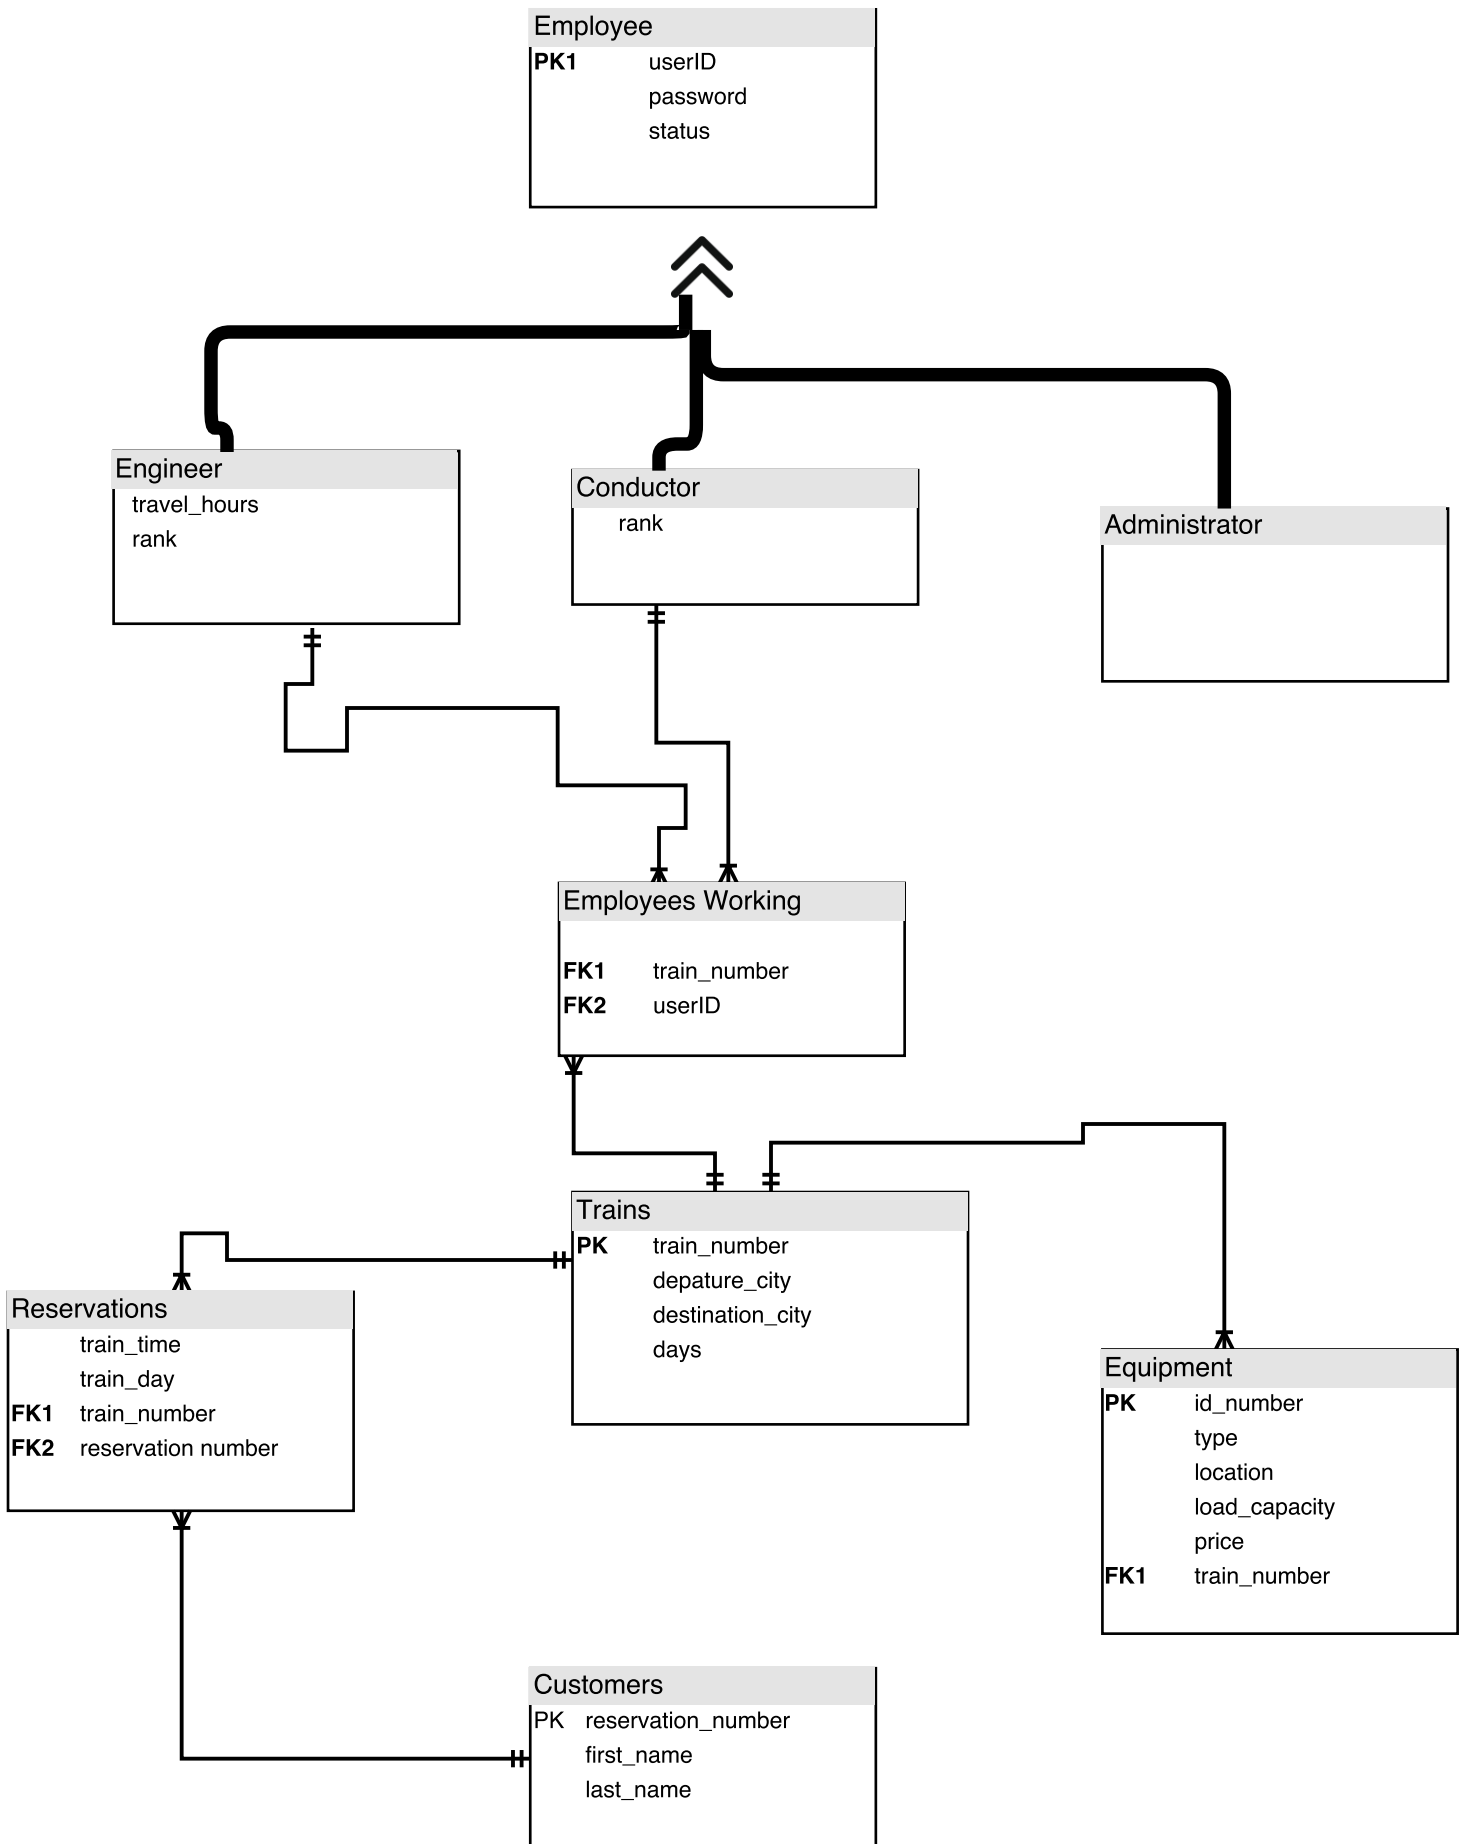 Employee
PK1 userID
password
status
Engineer
travel_hours
rank
Conductor
rank
Administrator
Employees Working
FK1 train_number
FK2 userID
Trains
PK train_number
depature_city
destination_city
days
Reservations
train_time
train_day
FK1 train_number
FK2 reservation number
Equipment
PK id_number
type
location
load_capacity
price
FK1 train_number
Customers
PK reservation_number
first_name
last_name